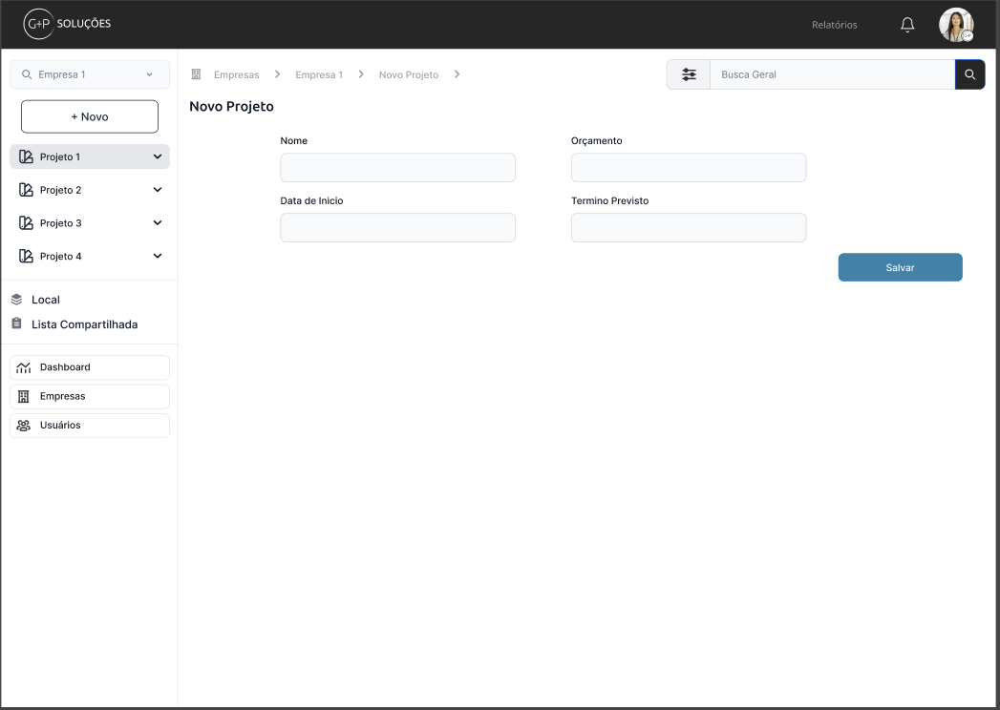 G+P SOLUÇÕES
Relatórios
Empresa 1
Empresas
Empresa 1
Novo Projeto
Busca Geral
+ Novo
Novo Projeto
Projeto 1
Projeto 2
Projeto 3
Projeto 4
Nome
Orçamento
Data de Inicio
Termino Previsto
Salvar
Local
Lista Compartilhada
Dashboard
Empresas
Usuários